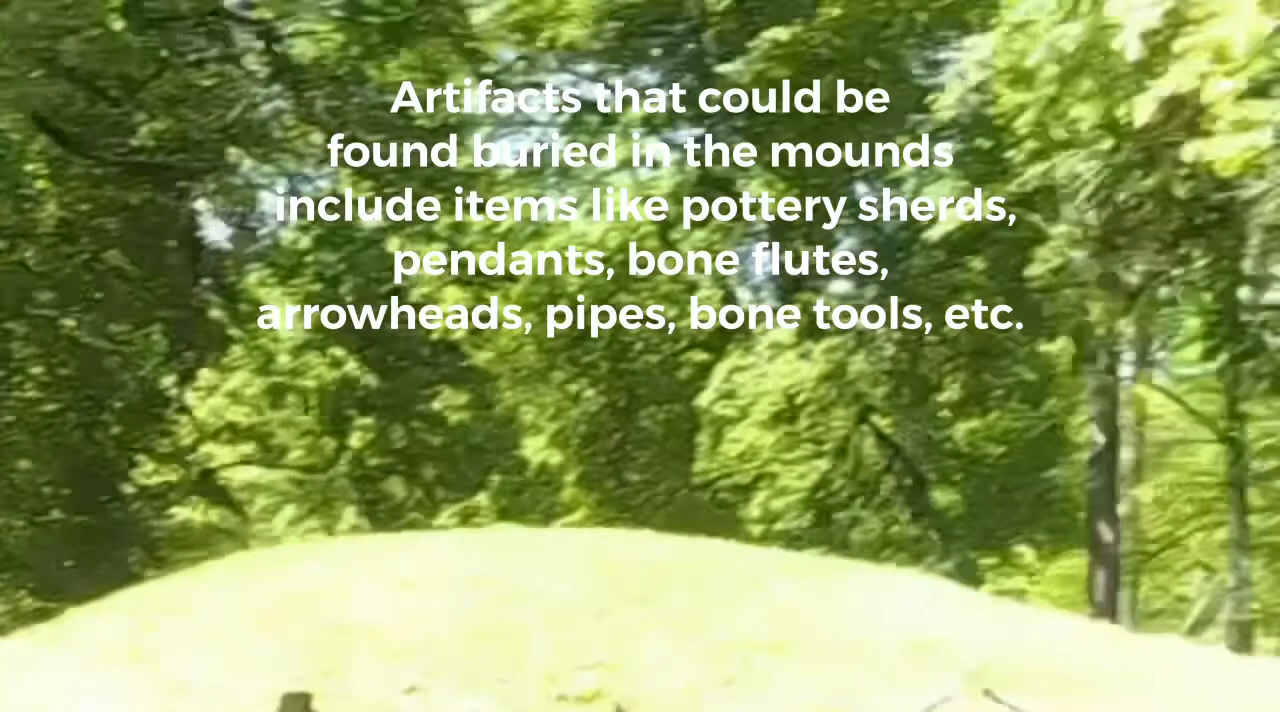 Artifacts that could be
found buried in the mounds
include items like pottery sherds,
pendants, bone flutes,
arrowheads, pipes, bone tools, etc.